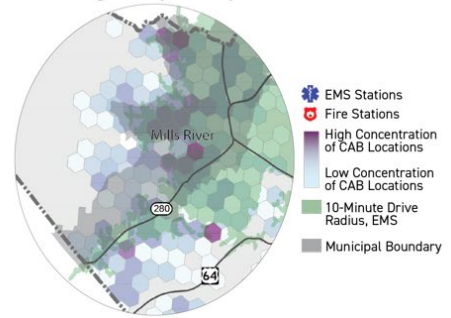 Mills River
280
64
EMS Stations
Fire Stations
High Concentration
of CAB Locations
Low Concentration
of CAB Locations
10-Minute Drive
Radius, EMS
Municipal Boundary